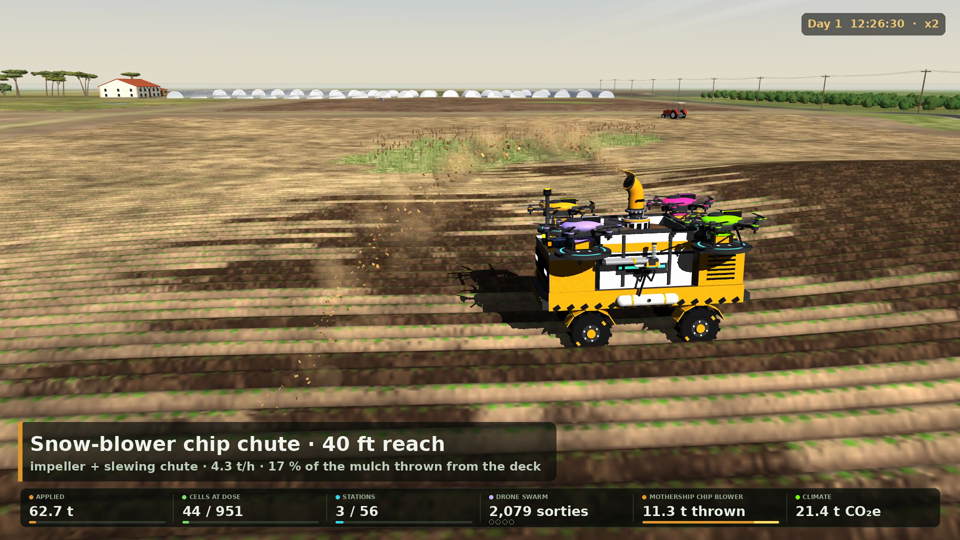 Day 1 12:26:30 · x2
Snow-blower chip chute · 40 ft reach
impeller + slewing chute · 4.3 t/h · 17 % of the mulch thrown from the deck
APPLIED
62.7 t
CELLS AT DOSE
44 / 951
STATIONS
3 / 56
DRONE SWARM
2,079 sorties
MOTHERSHIP CHIP BLOWER
11.3 t thrown
CLIMATE
21.4 t CO₂e